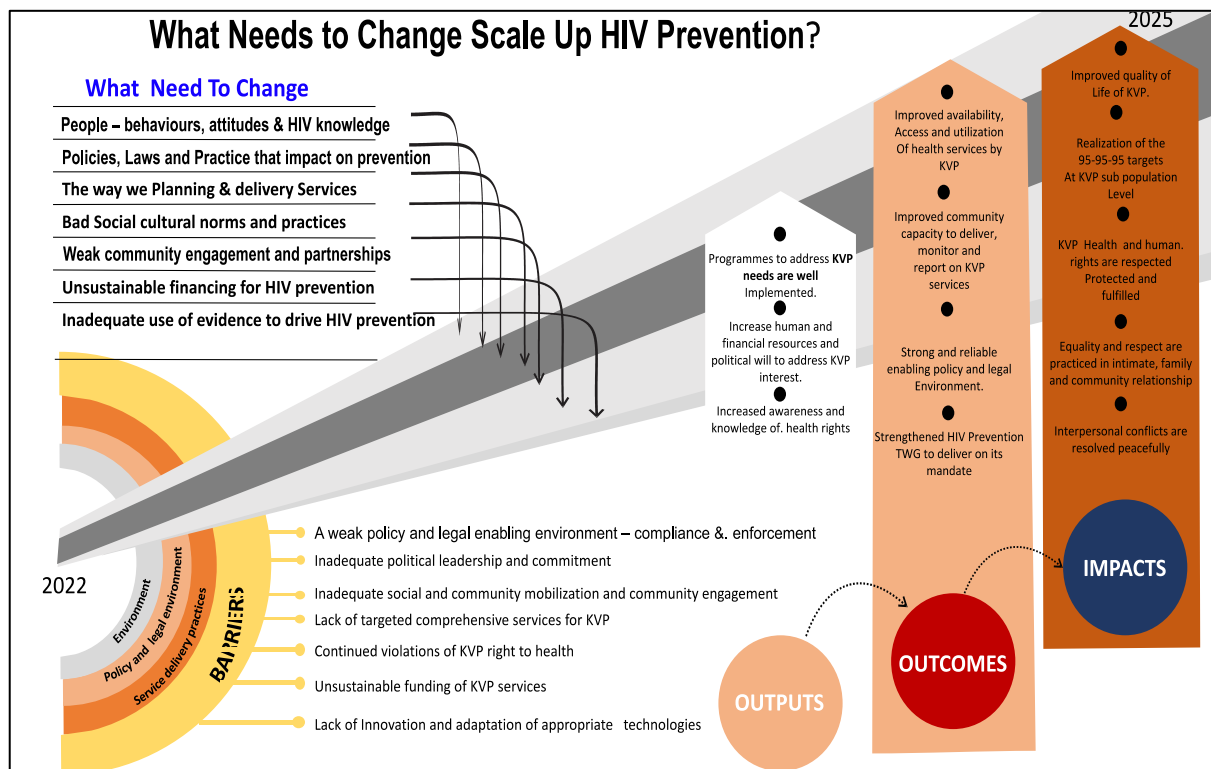 What Needs to Change Scale Up HIV Prevention?
2025
What Need To Change
People – behaviours, attitudes & HIV knowledge
Policies, Laws and Practice that impact on prevention
The way we Planning & delivery Services
Bad Social cultural norms and practices
Weak community engagement and partnerships
Unsustainable financing for HIV prevention
Inadequate use of evidence to drive HIV prevention
Programmes to address KVP
needs are well
Implemented.
Increase human and
financial resources and
political will to address KVP
interest.
Increased awareness and
knowledge of. health rights
Improved availability,
Access and utilization
Of health services by
KVP
Improved community
capacity to deliver,
monitor and
report on KVP
services
Strong and reliable
enabling policy and legal
Environment.
Strengthened HIV Prevention
TWG to deliver on its
mandate
Improved quality of
Life of KVP.
Realization of the
95-95-95 targets
At KVP sub population
Level
KVP Health and human.
rights are respected
Protected and
fulfilled
Equality and respect are
practiced in intimate, family
and community relationship
Interpersonal conflicts are
resolved peacefully
2022
Environment
Policy and legal environment
Service delivery practices
BARRIERS
A weak policy and legal enabling environment – compliance &. enforcement
Inadequate political leadership and commitment
Inadequate social and community mobilization and community engagement
Lack of targeted comprehensive services for KVP
Continued violations of KVP right to health
Unsustainable funding of KVP services
Lack of Innovation and adaptation of appropriate technologies
OUTPUTS
OUTCOMES
IMPACTS